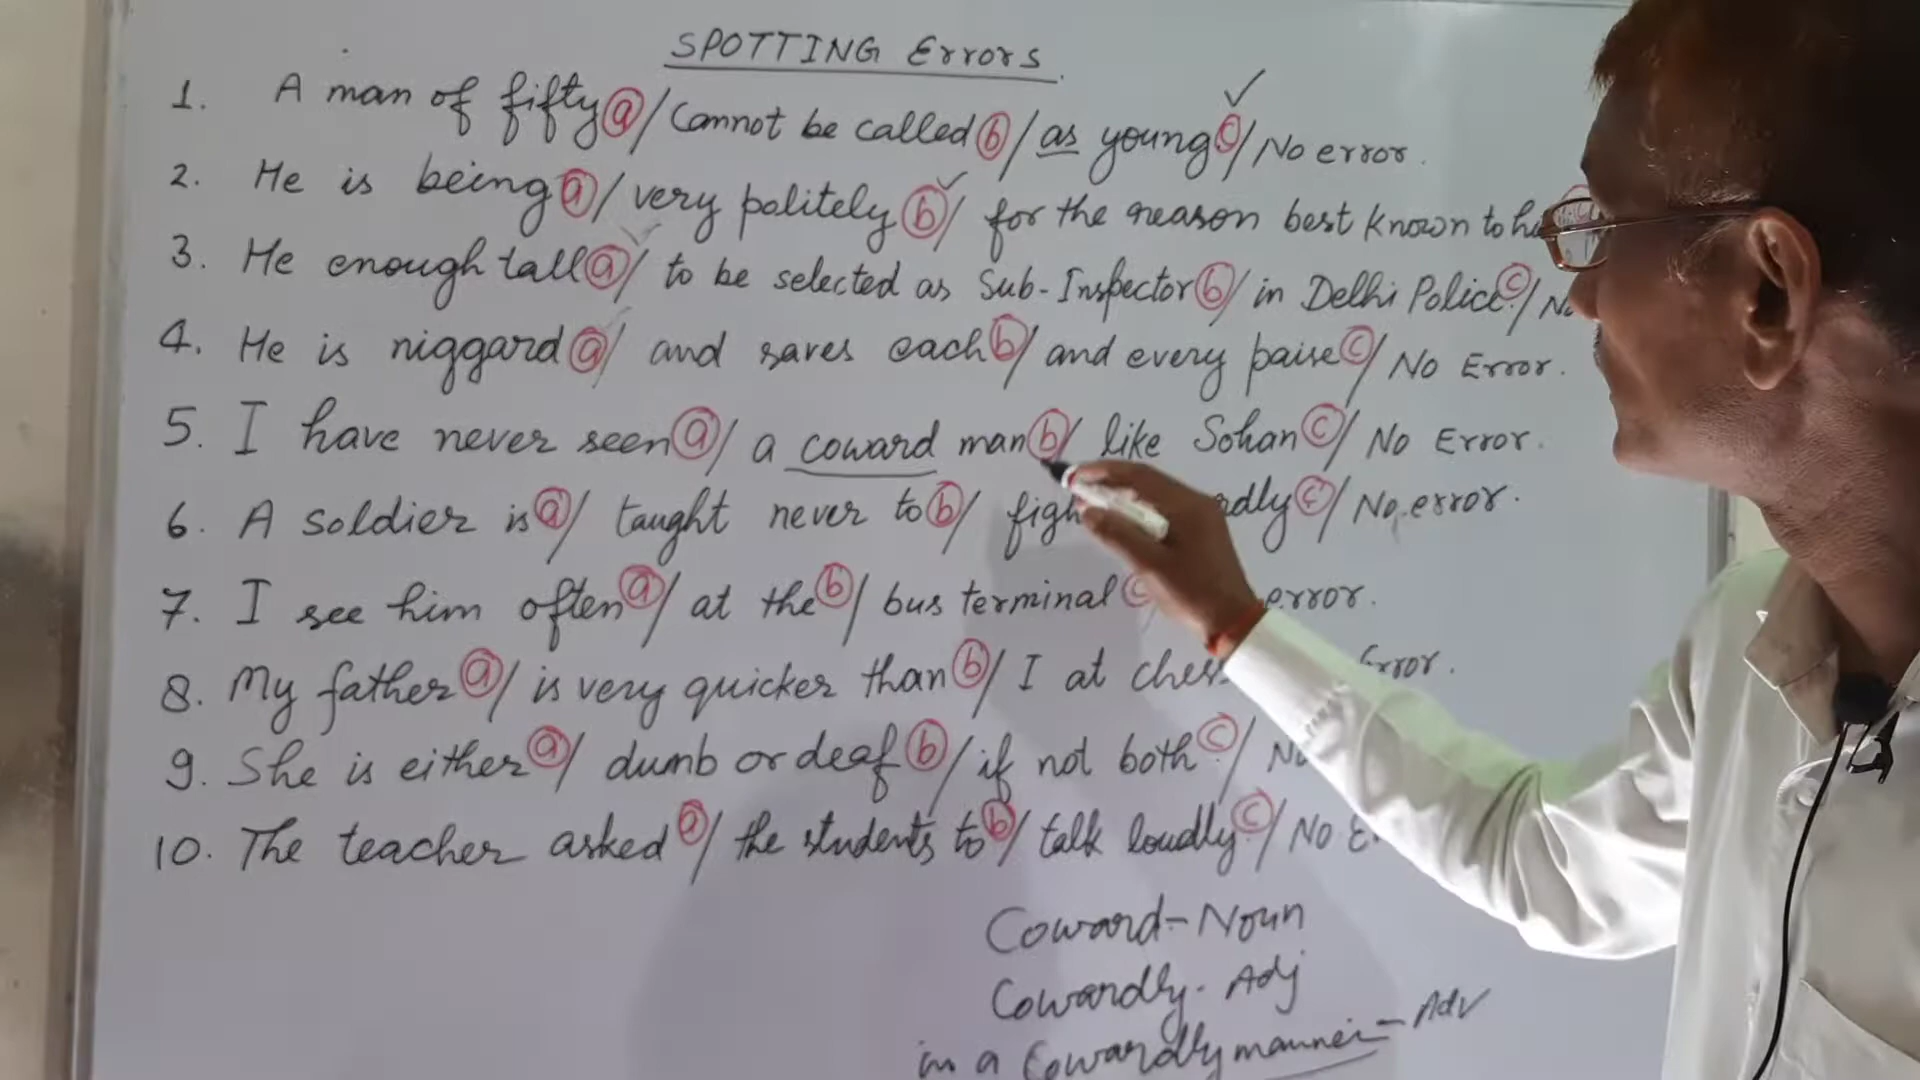 SPOTTING Errors
1. A man of fifty (a) / Cannot be called (b) / as young (c) / No error.
2. He is being (a) / very politely (b) / for the reason best known to
3. He enough tall (a) / to be selected as Sub-Inspector (b) / in Delhi Police (c) / No
4. He is niggard (a) / and saves each (b) / and every paise (c) / No Error.
5. I have never seen (a) / a coward man (b) / like Sohan (c) / No Error.
6. A soldier is (a) / taught never to (b) / (c) / No error.
7. I see him often (a) / at the (b) / bus terminal (c) error.
8. My father (a) / is very quicker than (b) / I at Error.
9. She is either (a) / dumb or deaf (b) / if not both (c) /
10. The teacher asked (a) / the students to (b) / talk loudly (c) / No
Coward - Noun
Cowardly - Adj
in a Cowardly manner - Adv